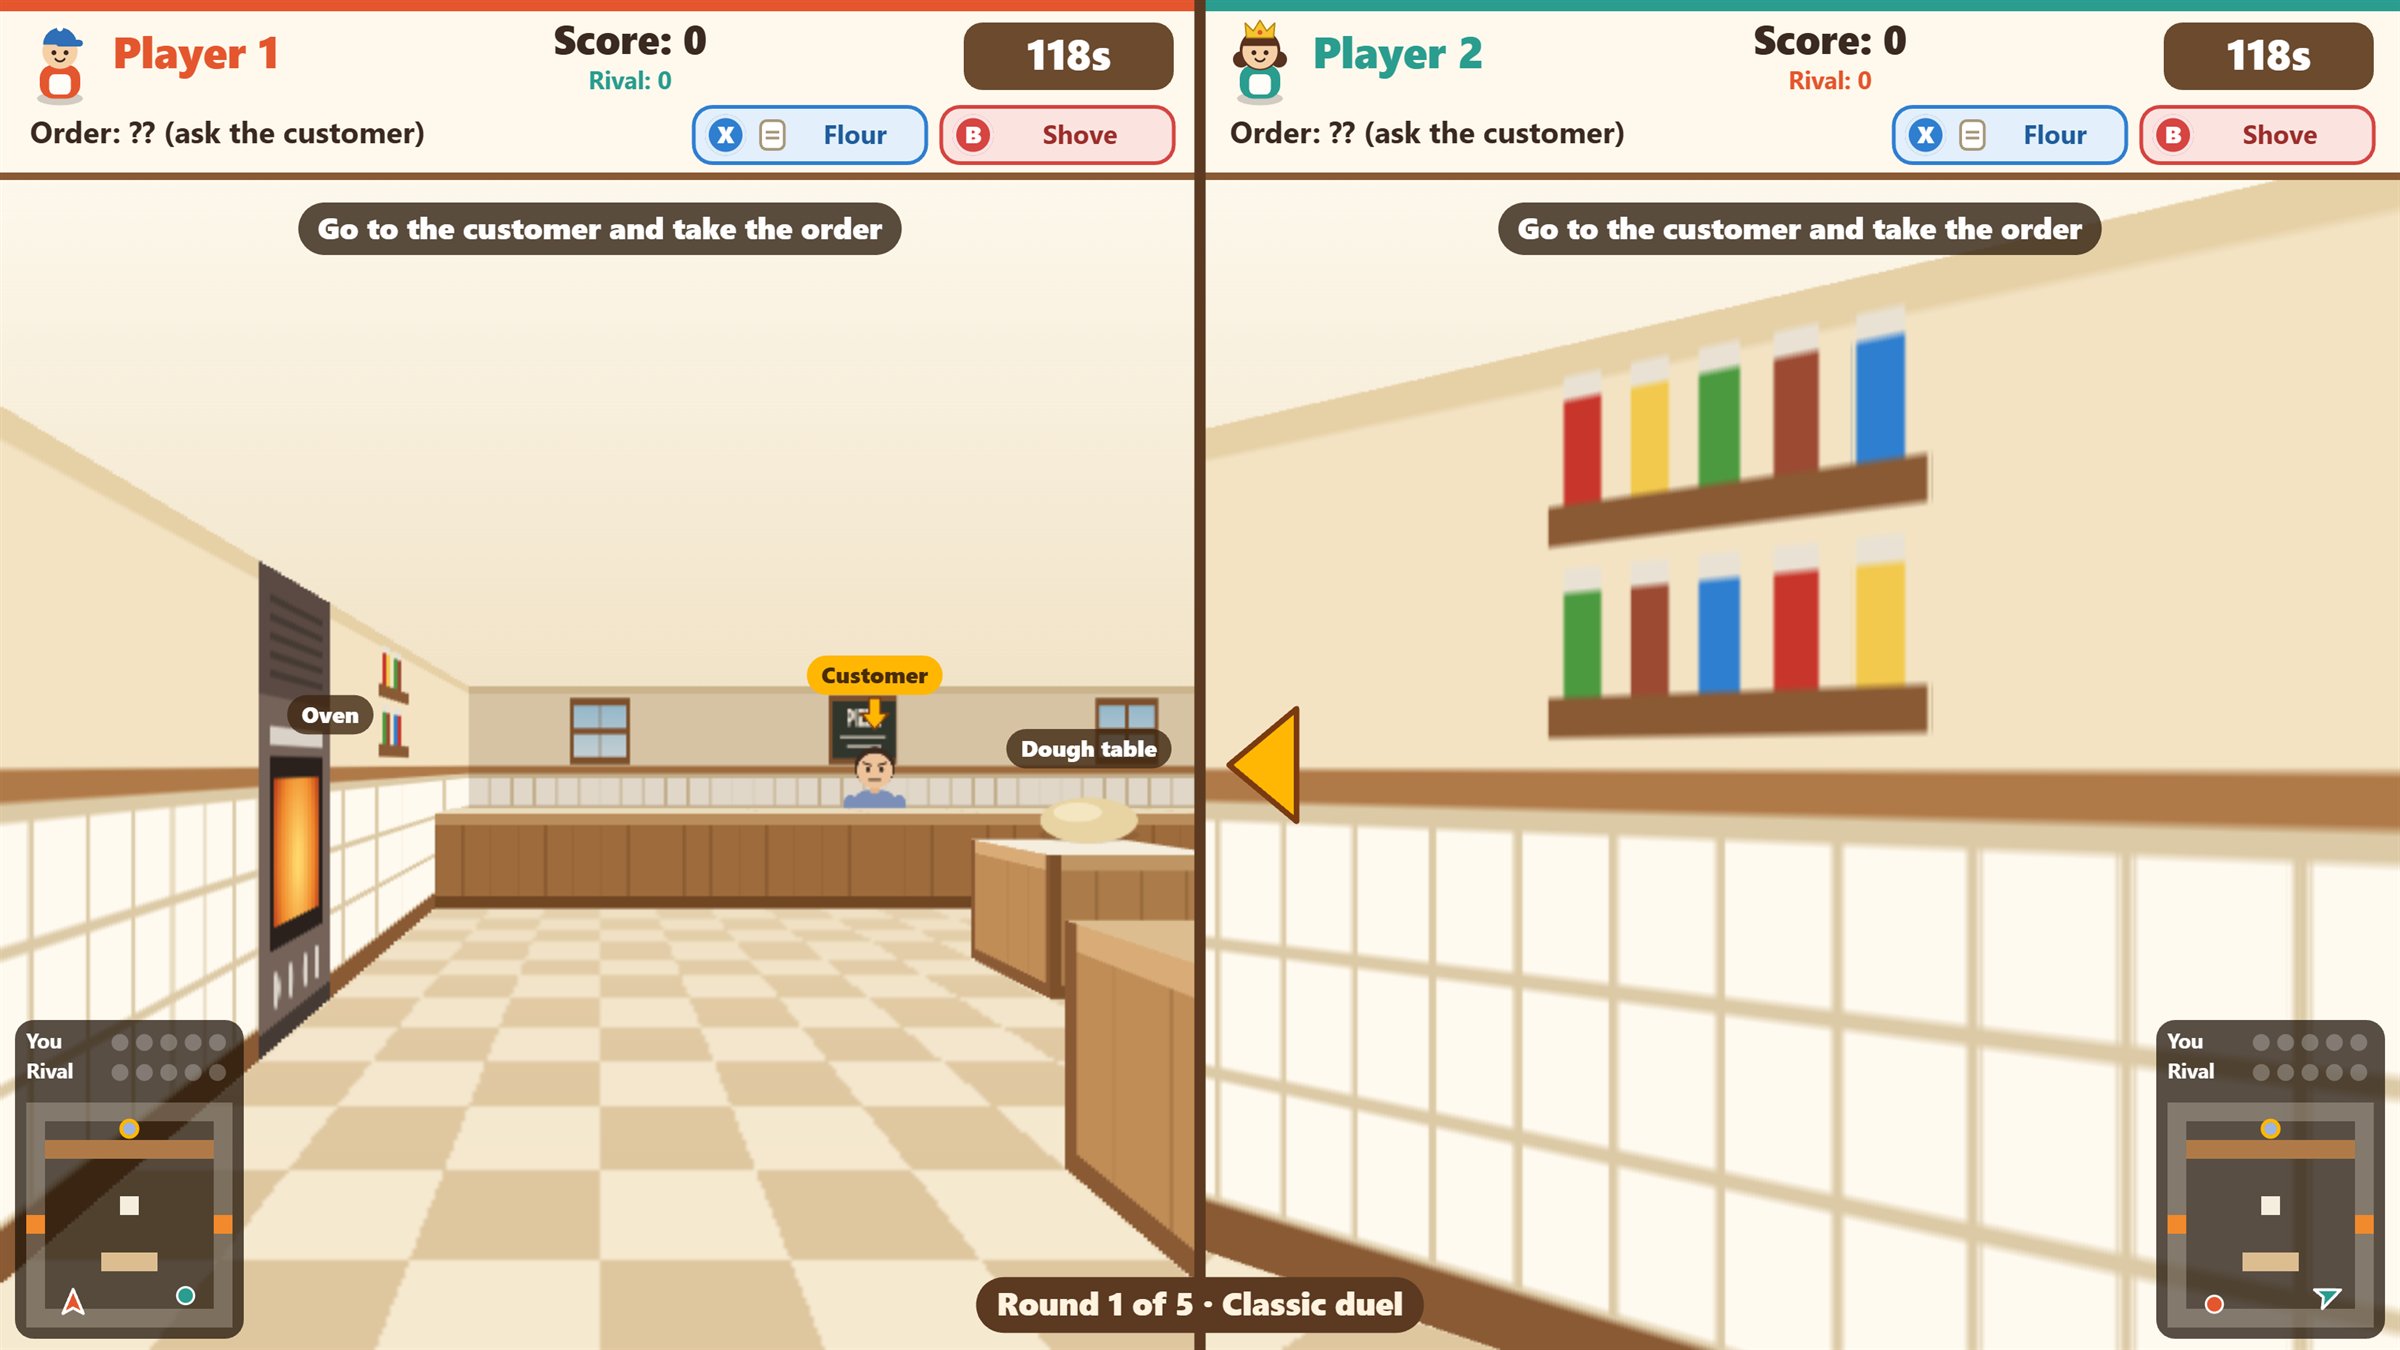 Player 1
Score: 0
Rival: 0
118s
Order: ?? (ask the customer)
X Flour
B Shove
Go to the customer and take the order
Oven
Customer
Dough table
You
Rival
Player 2
Score: 0
Rival: 0
118s
Order: ?? (ask the customer)
X Flour
B Shove
Go to the customer and take the order
You
Rival
Round 1 of 5 · Classic duel